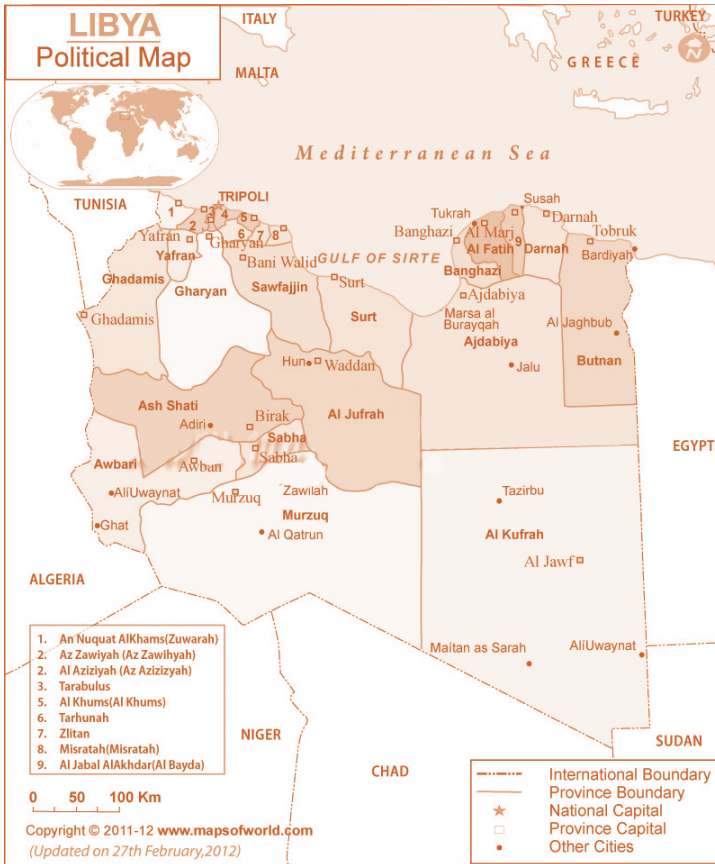 LIBYA
Political Map
ITALY
TURKEY
N
GREECE
MALTA
Mediterranean Sea
TUNISIA
TRIPOLI
1
2
3
4
5
6
7
8
Susah
Tukrah
Darnah
Banghazi
Al Marj
Al Fatih
9
Darnah
Tobruk
Bardiyah
Yafran
Yafran
Gharyan
Bani Walid
GULF OF SIRTE
Banghazi
Ghadamis
Gharyan
Sawfajjin
Surt
Ajdabiya
Ghadamis
Surt
Marsa al
Burayqah
Ajdabiya
Al Jaghbub
Hun
Waddan
Jalu
Butnan
Ash Shati
Adiri
Birak
Al Jufrah
Sabha
Sabha
EGYPT
Awbari
Awban
AlíUwaynat
Murzuq
Zawilah
Murzuq
Tazirbu
Ghat
Al Qatrun
Al Kufrah
Al Jawf
ALGERIA
Maítan as Sarah
AlíUwaynat
1. An Nuquat AlKhams(Zuwarah)
2. Az Zawiyah (Az Zawihyah)
2. Al Aziziyah (Az Azizizyah)
3. Tarabulus
5. Al Khums(Al Khums)
6. Tarhunah
7. Zlitan
8. Misratah(Misratah)
9. Al Jabal AlAkhdar(Al Bayda)
NIGER
CHAD
SUDAN
0 50 100 Km
International Boundary
Province Boundary
National Capital
Province Capital
Other Cities
Copyright © 2011-12 www.mapsofworld.com
(Updated on 27th February,2012)